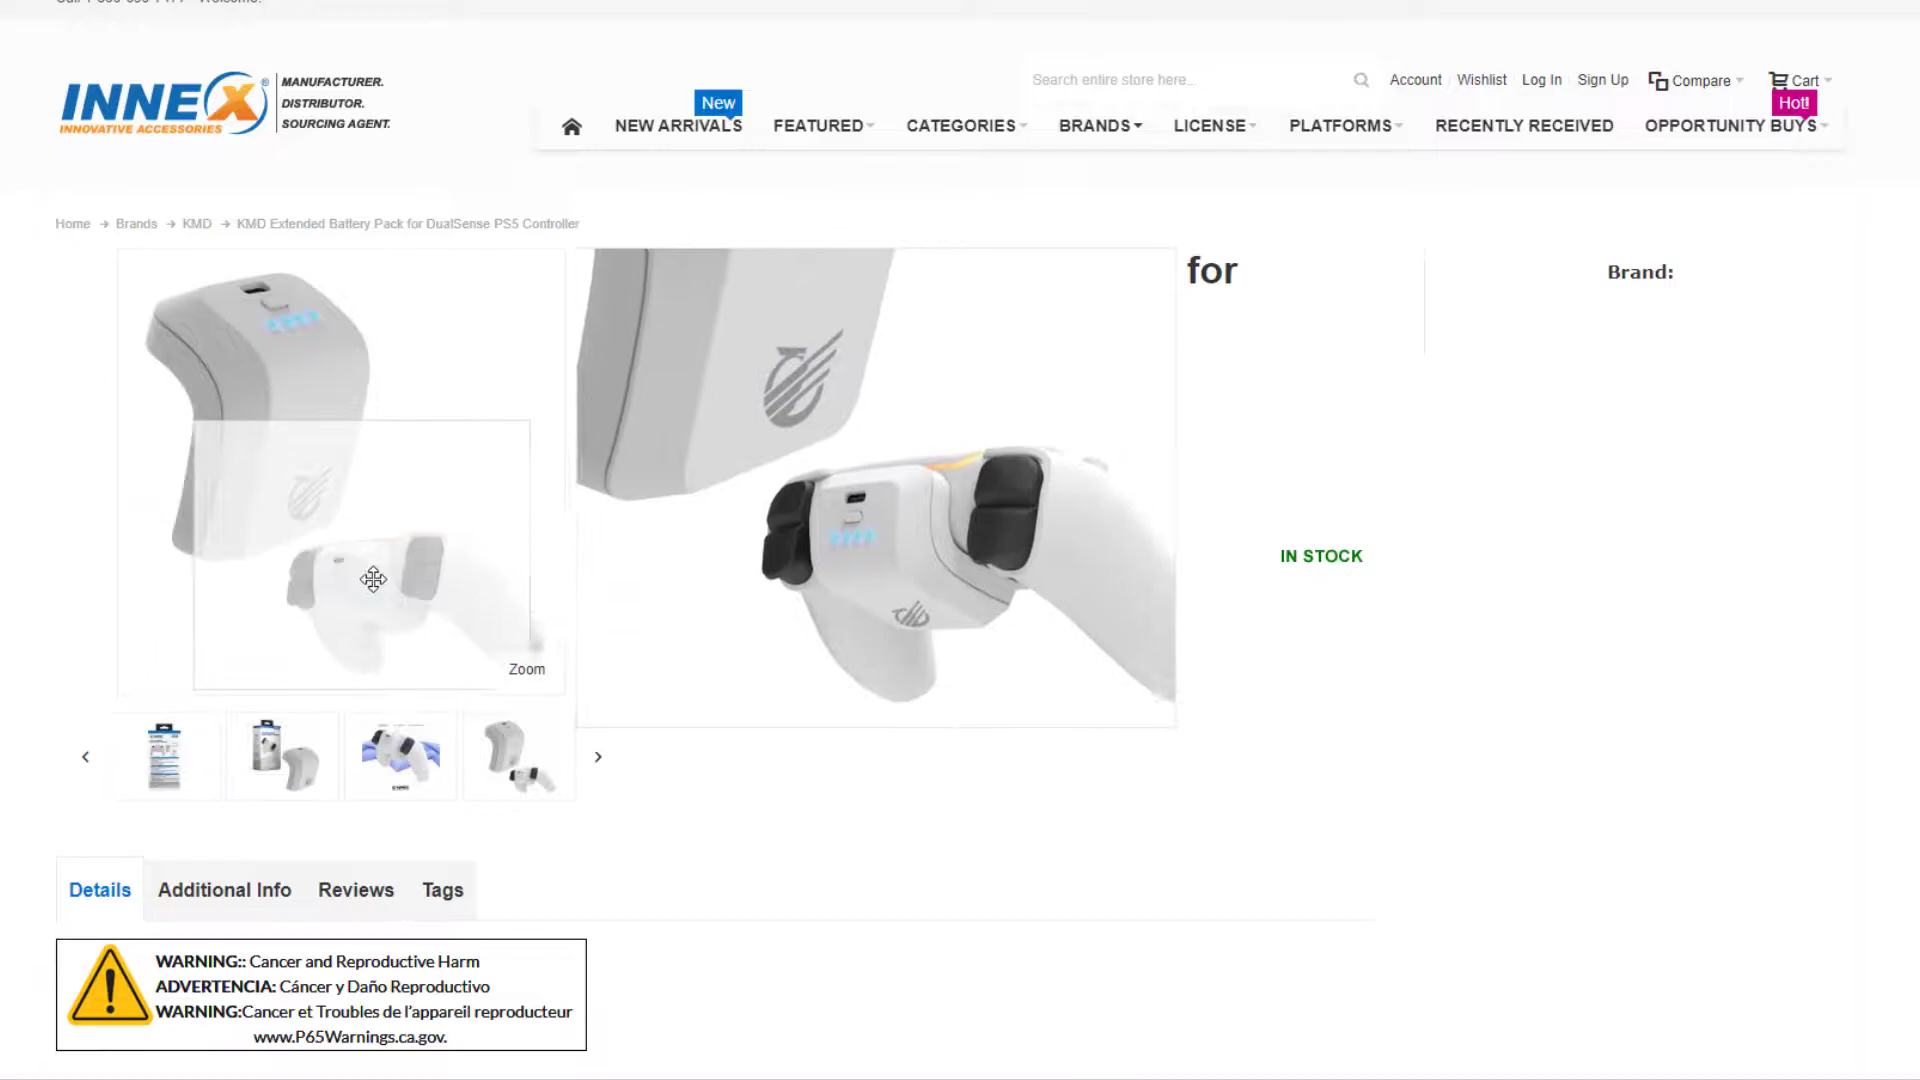 INNEX®
INNOVATIVE ACCESSORIES
MANUFACTURER.
DISTRIBUTOR.
SOURCING AGENT.
Search entire store here...
Account
Wishlist
Log In
Sign Up
Compare
Cart
New
Hot!
NEW ARRIVALS
FEATURED
CATEGORIES
BRANDS
LICENSE
PLATFORMS
RECENTLY RECEIVED
OPPORTUNITY BUYS
Home → Brands → KMD → KMD Extended Battery Pack for DualSense PS5 Controller
for
Brand:
IN STOCK
Zoom
Details
Additional Info
Reviews
Tags
WARNING:: Cancer and Reproductive Harm
ADVERTENCIA: Cáncer y Daño Reproductivo
WARNING:Cancer et Troubles de l'appareil reproducteur
www.P65Warnings.ca.gov.